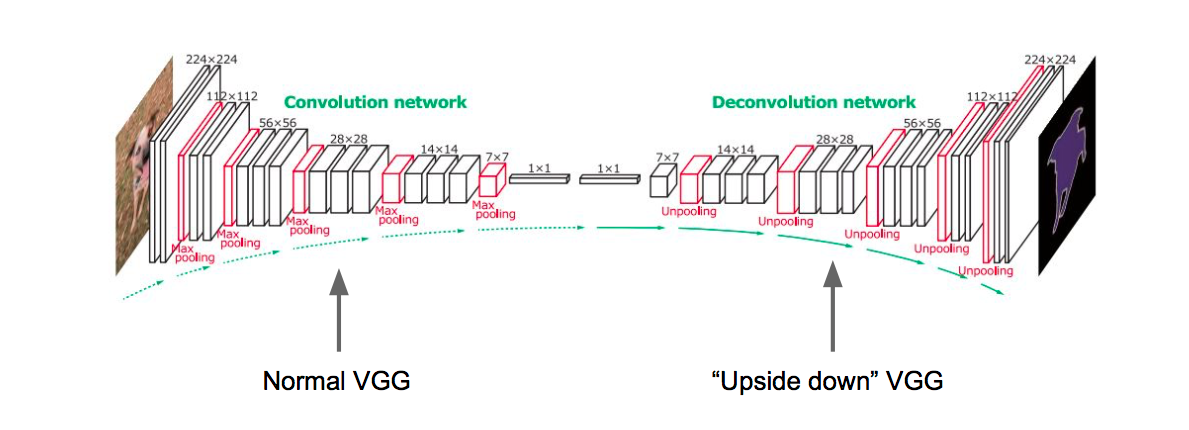 224×224
112×112
56×56
28×28
14×14
7×7
1×1
1×1
7×7
14×14
28×28
56×56
112×112
224×224
Convolution network
Deconvolution network
Max
pooling
Max
pooling
Max
pooling
Max
pooling
Max
pooling
Unpooling
Unpooling
Unpooling
Unpooling
Unpooling
Normal VGG
“Upside down” VGG